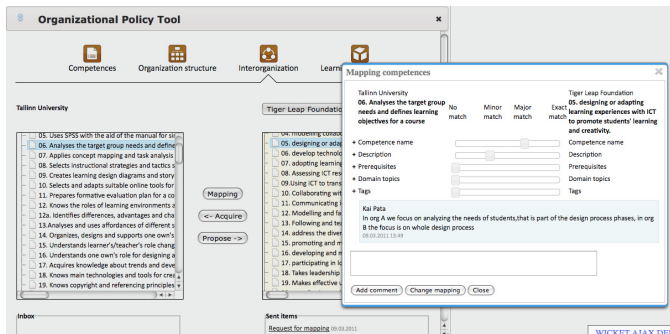 Organizational Policy Tool
Competences
Organization structure
Interorganization
Learn
Tallinn University
Tiger Leap Foundation
05. Uses SPSS with the aid of the manual for sim
06. Analyses the target group needs and define
07. Applies concept mapping and task analysis
08. Selects instructional strategies and tactics s
09. Creates learning design diagrams and story
10. Selects and adapts suitable online tools for
11. Prepares formative evaluation plan for a co
12. Knows the roles of learning environments a
12a. Identifies differences, advantages and cha
13.Analyses and uses affordances of different s
14. Organizes, designs and supports one own's
15. Understands learner's/teacher's role chang
16. Understands one own's role for designing a
17. Acquires knowledge about trends and deve
18. Knows main technologies and tools for crea
19. Knows copyright and referencing principles
Mapping
<- Acquire
Propose ->
04. modelling collab
05. designing or adap
06. develop technolo
07. adopting learning
08. Assessing ICT res
09.Using ICT to trans
10. Collaborating wit
11. Communicating i
12. Modelling and fa
13. Following and tea
14. address the diver
15. promoting and m
16. developing and m
17. participating in lo
18. Takes leadership
19. Makes effective u
Inbox
Sent items
Request for mapping 09.03.2011
Mapping competences
Tallinn University
06. Analyses the target group
needs and defines learning
objectives for a course
No match
Minor match
Major match
Exact match
Tiger Leap Foundation
05. designing or adapting
learning experiences with ICT
to promote students' learning
and creativity.
+ Competence name
Competence name
+ Description
Description
+ Prerequisites
Prerequisites
+ Domain topics
Domain topics
+ Tags
Tags
Kai Pata
In org A we focus on analyzing the needs of students,that is part of the design process phases, in org
B the focus is on whole design process
09.03.2011 13:49
Add comment
Change mapping
Close
WICKET AJAX DE